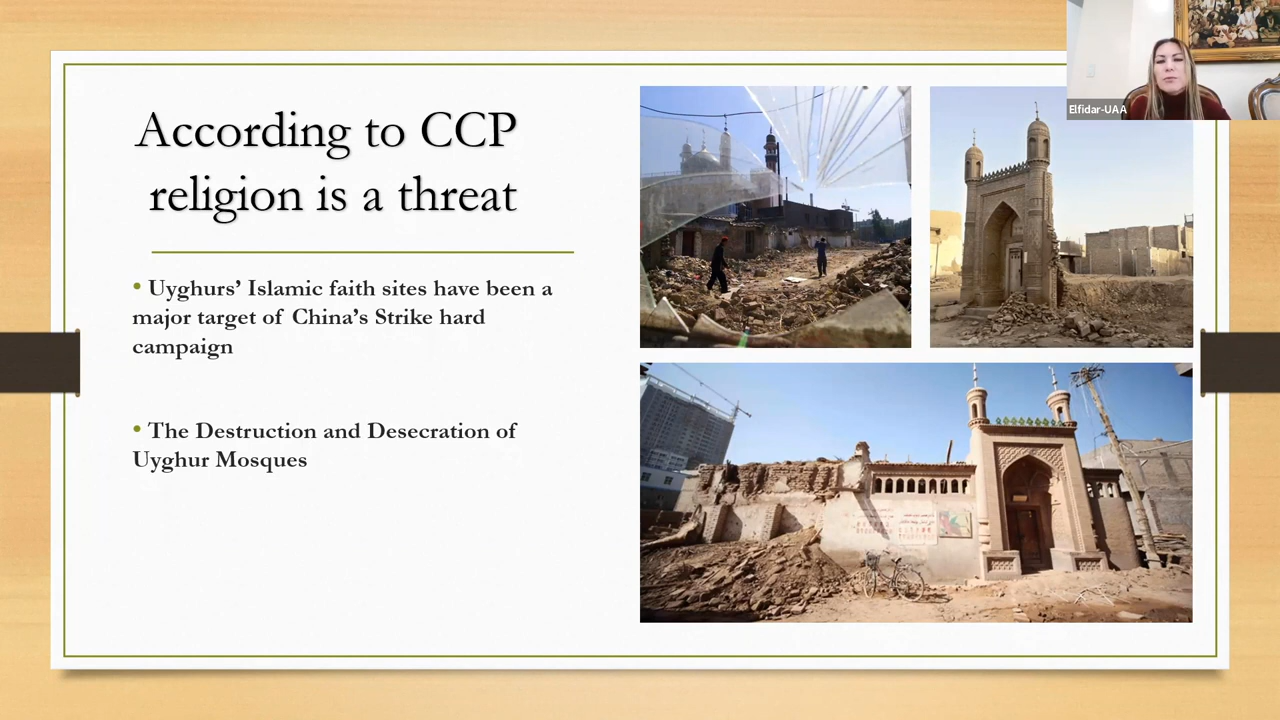 According to CCP
religion is a threat
• Uyghurs’ Islamic faith sites have been a
major target of China’s Strike hard
campaign
• The Destruction and Desecration of
Uyghur Mosques
Elfidar-UAA